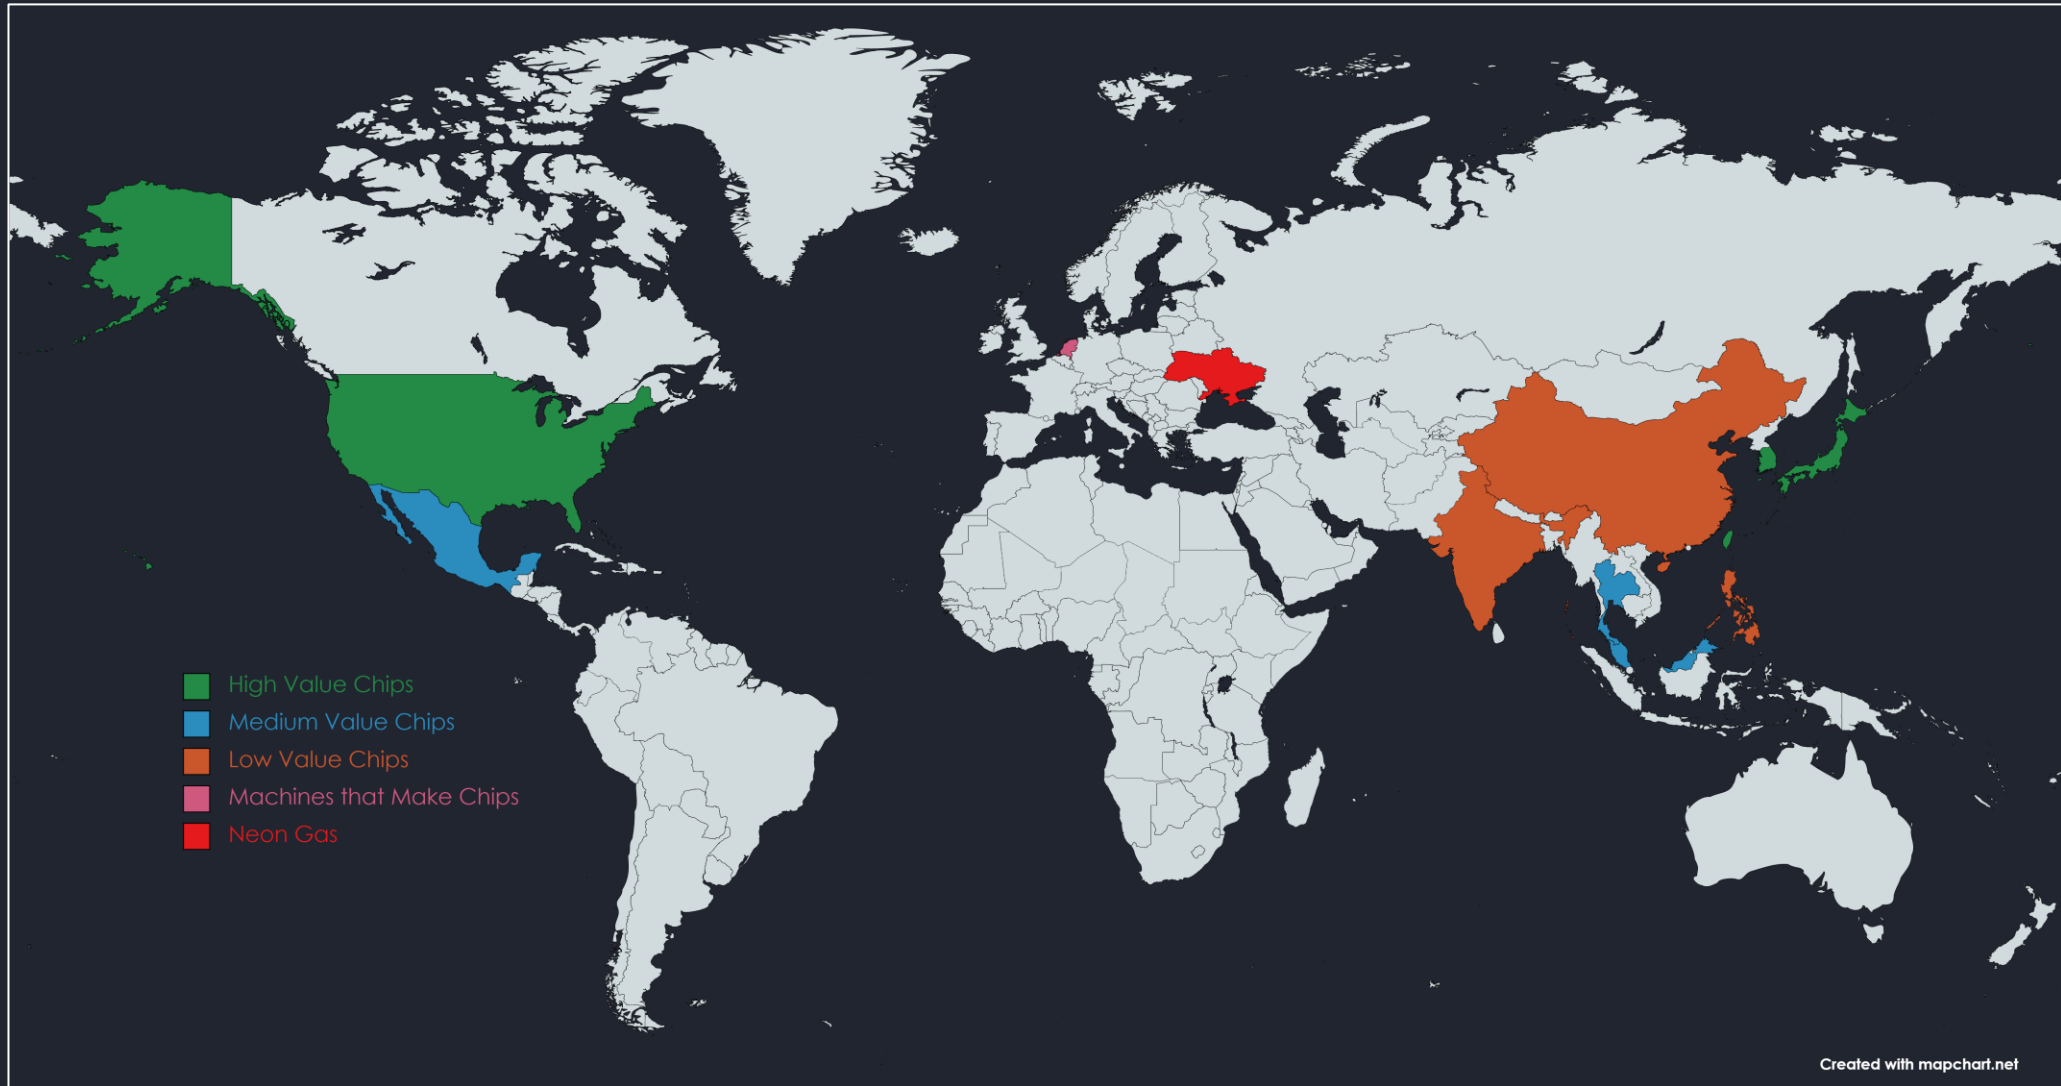 High Value Chips
Medium Value Chips
Low Value Chips
Machines that Make Chips
Neon Gas
Created with mapchart.net